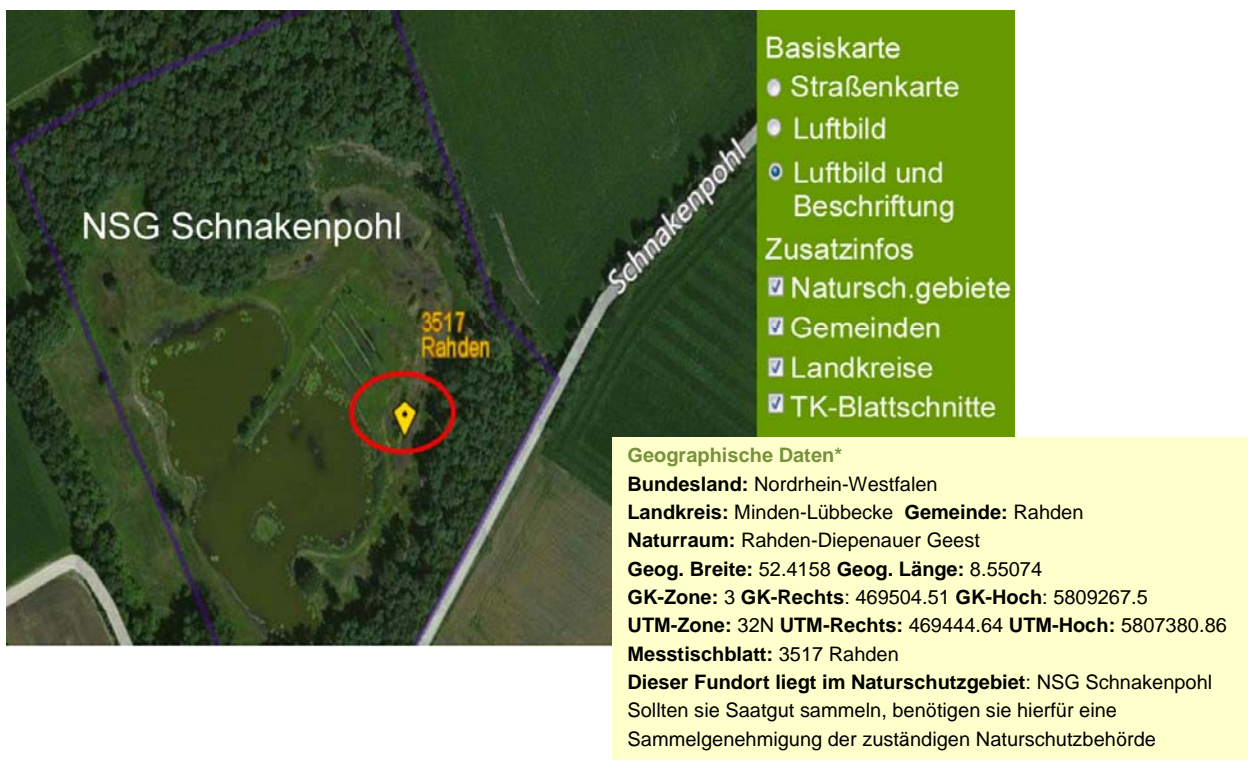 NSG Schnakenpohl
3517
Rahden
Schnakenpohl
Basiskarte
Straßenkarte
Luftbild
Luftbild und
Beschriftung
Zusatzinfos
Natursch.gebiete
Gemeinden
Landkreise
TK-Blattschnitte
Geographische Daten*
Bundesland: Nordrhein-Westfalen
Landkreis: Minden-Lübbecke Gemeinde: Rahden
Naturraum: Rahden-Diepenauer Geest
Geog. Breite: 52.4158 Geog. Länge: 8.55074
GK-Zone: 3 GK-Rechts: 469504.51 GK-Hoch: 5809267.5
UTM-Zone: 32N UTM-Rechts: 469444.64 UTM-Hoch: 5807380.86
Messtischblatt: 3517 Rahden
Dieser Fundort liegt im Naturschutzgebiet: NSG Schnakenpohl
Sollten sie Saatgut sammeln, benötigen sie hierfür eine
Sammelgenehmigung der zuständigen Naturschutzbehörde